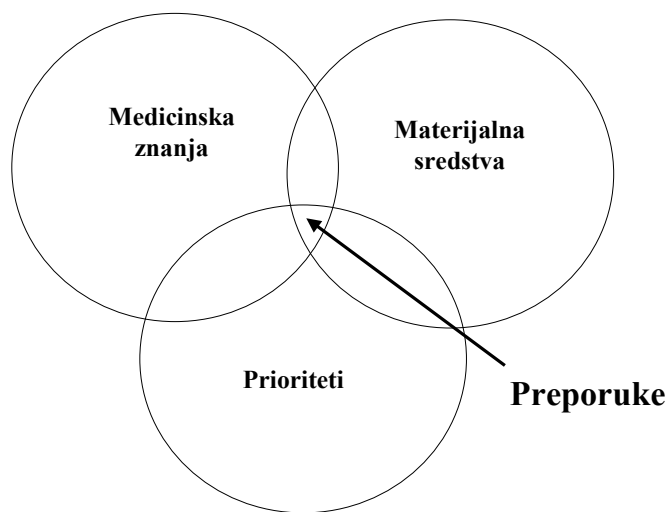 Medicinska
znanja
Materijalna
sredstva
Prioriteti
Preporuke